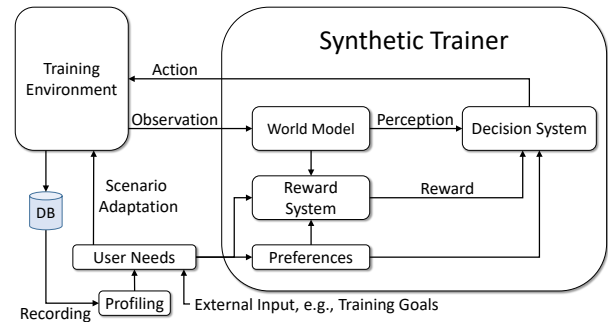 Synthetic Trainer
Training
Environment
Action
Observation
World Model
Perception
Decision System
Scenario
Adaptation
DB
Reward
System
Reward
User Needs
Preferences
Recording
Profiling
External Input, e.g., Training Goals